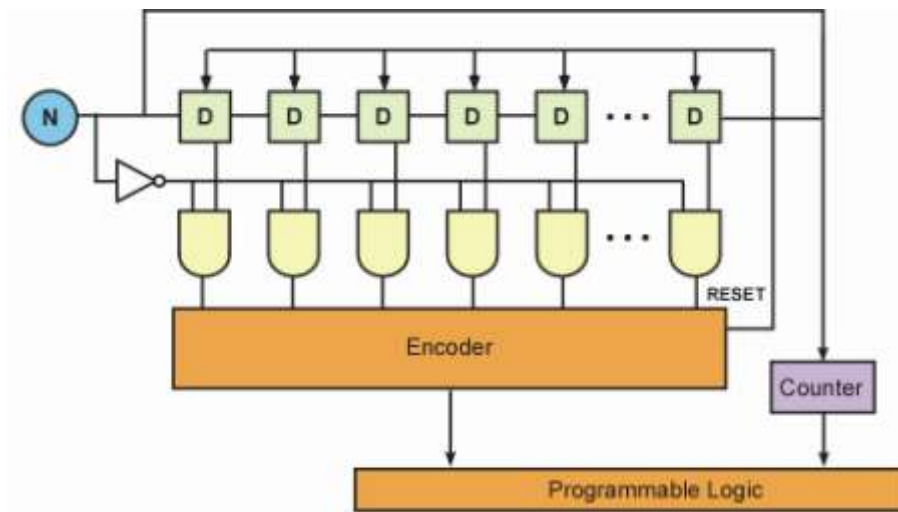 N
D D D D D ... D
RESET
Encoder
Counter
Programmable Logic